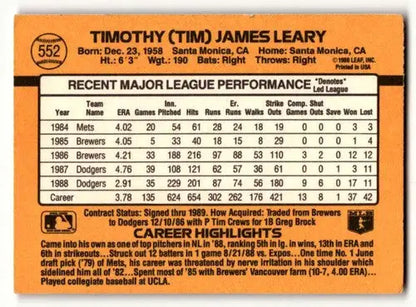 552
TIMOTHY (TIM) JAMES LEARY
Born: Dec. 23, 1958 Santa Monica, CA Home: Santa Monica, CA
Ht.: 6'3" Wgt.: 190 Bats: Right Throws: Right
©1988 LEAF, INC.
Printed in USA
RECENT MAJOR LEAGUE PERFORMANCE *Denotes* Led League
Year Team Name ERA Games Inn. Pitched Hits Runs Er. Runs Walks Strike Outs Comp. Games Shut Outs Save Won Lost
1984 Mets 4.02 20 54 61 28 24 18 29 0 0 0 3 3
1985 Brewers 4.05 5 33 40 18 15 8 29 0 0 0 1 4
1986 Brewers 4.21 33 188 216 97 88 53 110 3 2 0 12 12
1987 Dodgers 4.76 39 108 121 62 57 36 61 0 0 1 3 11
1988 Dodgers 2.91 35 229 201 87 74 56 180 9 6 0 17 11
Career 3.78 135 624 654 302 262 176 421 13 8 1 37 42
Contract Status: Signed thru 1989. How Acquired: Traded from Brewers
to Dodgers 12/10/86 with P Tim Crews for 1B Greg Brock
CAREER HIGHLIGHTS
Came into his own as one of top pitchers in NL in '88, ranking 5th in lg. in wins, 13th in ERA and
6th in strikeouts...Struck out 12 batters in 1 game 8/21/88 vs. Expos...One of the No. 1 June
draft pick ('79) of Mets, his career was threatened by nerve irritation in his shoulder which
sidelined him all of '82...Spent most of '85 with Brewers' Vancouver farm (10-7, 4.00 ERA)...
Played collegiate baseball at UCLA.